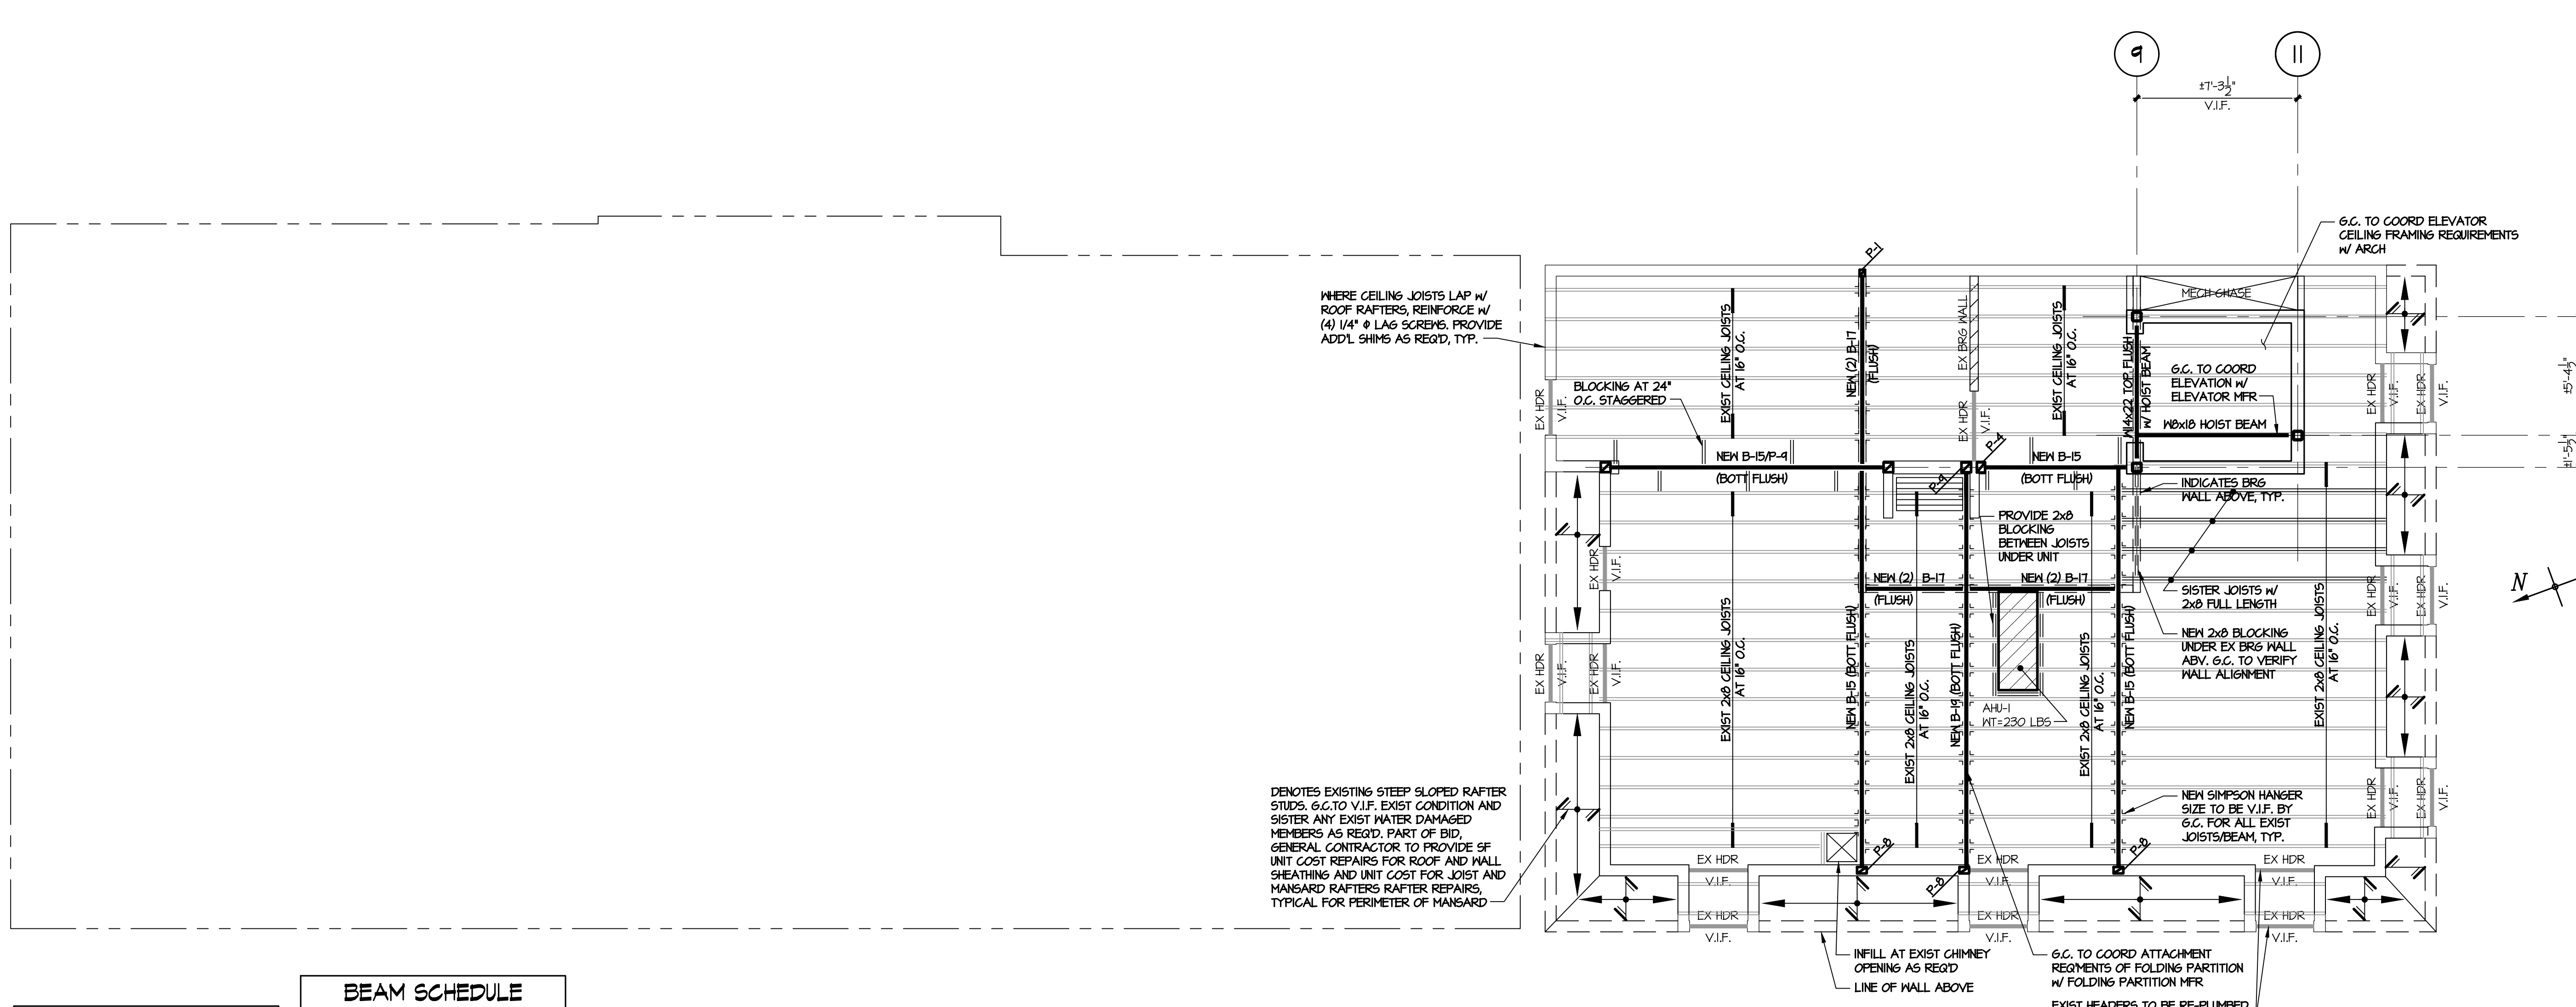 9
11
±7'-3 1/2"
V.I.F.
G.C. TO COORD ELEVATOR
CEILING FRAMING REQUIREMENTS
W/ ARCH
P-1
WHERE CEILING JOISTS LAP W/
ROOF RAFTERS, REINFORCE W/
(4) 1/4" Φ LAG SCREWS. PROVIDE
ADD'L SHIMS AS REQ'D, TYP.
MECH CHASE
EXIST CEILING JOISTS
AT 16" O.C.
NEW (2) B-17
(FLUSH)
EX BRG WALL
EXIST CEILING JOISTS
AT 16" O.C.
W14x22 TOP FLUSH
W/ HOIST BEAM
G.C. TO COORD
ELEVATION W/
ELEVATOR MFR
W8x18 HOIST BEAM
±5'-4 1/2"
±1'-5 1/2"
BLOCKING AT 24"
O.C. STAGGERED
EX HDR
V.I.F.
EX HDR
V.I.F.
EX HDR
V.I.F.
EX HDR
V.I.F.
NEW B-15/P-9
(BOTT FLUSH)
P-9
P-4
NEW B-15
(BOTT FLUSH)
INDICATES BRG
WALL ABOVE, TYP.
PROVIDE 2x8
BLOCKING
BETWEEN JOISTS
UNDER UNIT
EX HDR
V.I.F.
NEW (2) B-17
(FLUSH)
NEW (2) B-17
(FLUSH)
SISTER JOISTS W/
2x8 FULL LENGTH
EX HDR
V.I.F.
EX HDR
V.I.F.
N
NEW 2x8 BLOCKING
UNDER EX BRG WALL
ABV. G.C. TO VERIFY
WALL ALIGNMENT
EX HDR
V.I.F.
EX HDR
V.I.F.
EXIST 2x8 CEILING JOISTS
AT 16" O.C.
NEW B-15 (BOTT FLUSH)
EXIST 2x8 CEILING JOISTS
AT 16" O.C.
NEW B-19 (BOTT FLUSH)
EXIST 2x8 CEILING JOISTS
AT 16" O.C.
NEW B-15 (BOTT FLUSH)
EXIST 2x8 CEILING JOISTS
AT 16" O.C.
AHU-1
WT=230 LBS
DENOTES EXISTING STEEP SLOPED RAFTER
STUDS. G.C.TO V.I.F. EXIST CONDITION AND
SISTER ANY EXIST WATER DAMAGED
MEMBERS AS REQ'D. PART OF BID,
GENERAL CONTRACTOR TO PROVIDE SF
UNIT COST REPAIRS FOR ROOF AND WALL
SHEATHING AND UNIT COST FOR JOIST AND
MANSARD RAFTERS RAFTER REPAIRS,
TYPICAL FOR PERIMETER OF MANSARD
NEW SIMPSON HANGER
SIZE TO BE V.I.F. BY
G.C. FOR ALL EXIST
JOISTS/BEAM, TYP.
EX HDR
V.I.F.
EX HDR
V.I.F.
P-8
P-8
P-8
EX HDR
V.I.F.
EX HDR
V.I.F.
EX HDR
V.I.F.
EX HDR
V.I.F.
EX HDR
V.I.F.
EX HDR
V.I.F.
INFILL AT EXIST CHIMNEY
OPENING AS REQ'D
LINE OF WALL ABOVE
G.C. TO COORD ATTACHMENT
REQ'MENTS OF FOLDING PARTITION
W/ FOLDING PARTITION MFR
EXIST HEADERS TO BE RE-PLUMBED
BEAM SCHEDULE